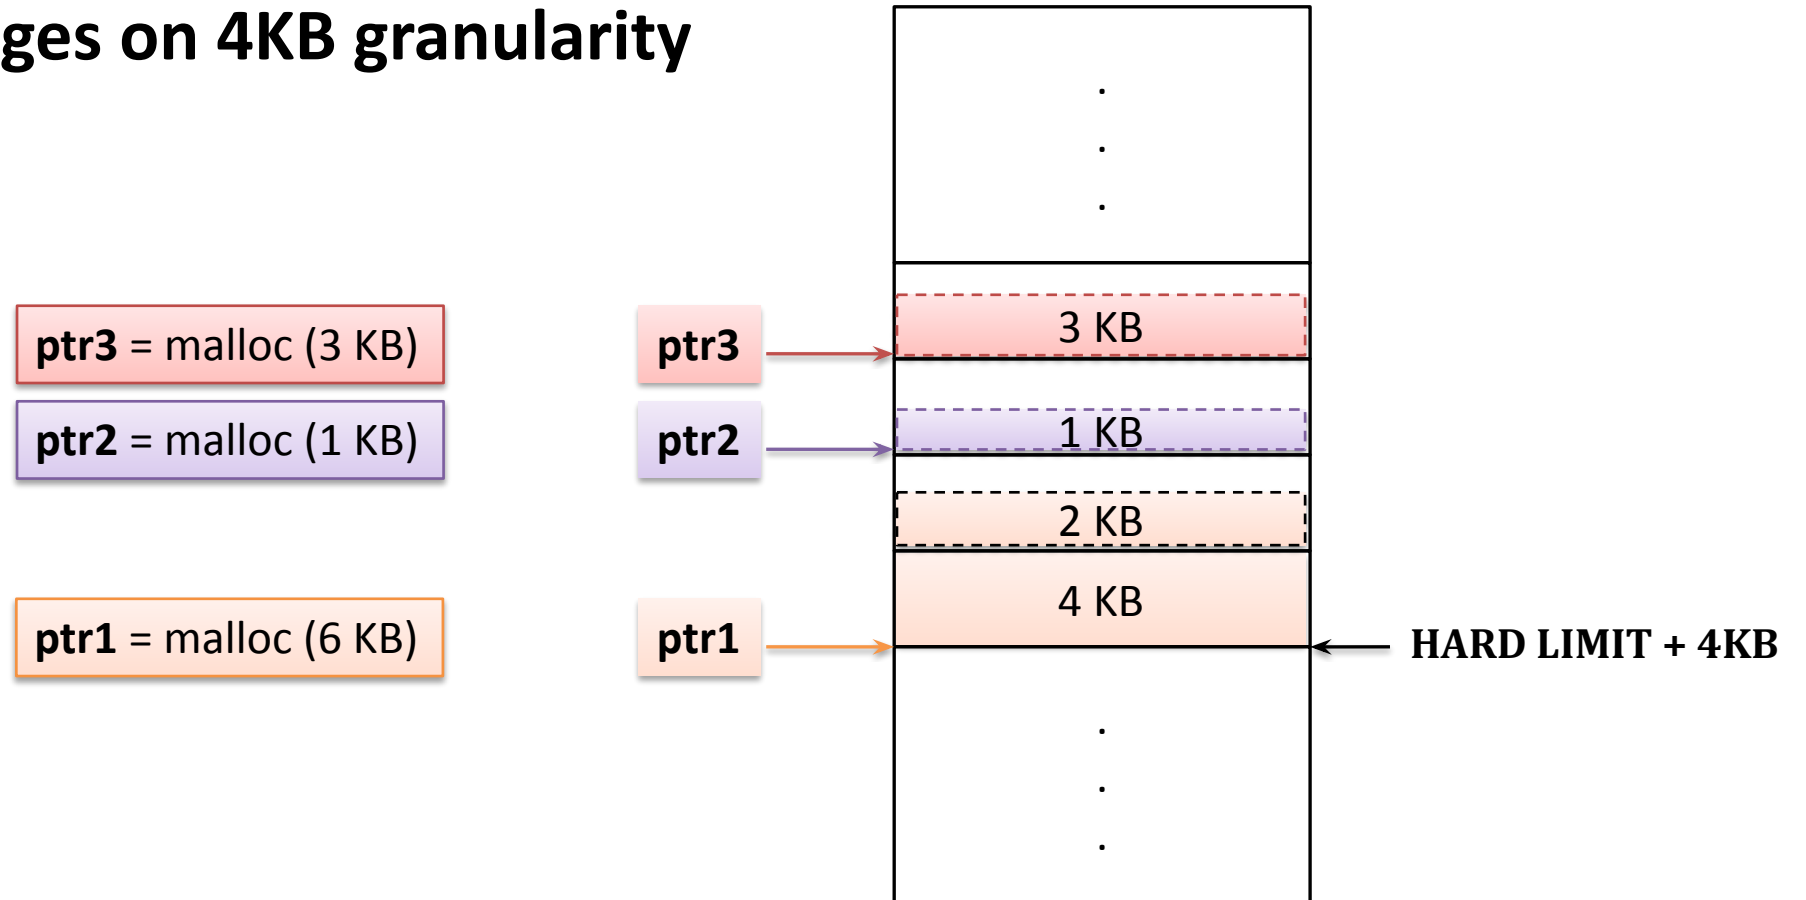 ges on 4KB granularity
.
.
.
ptr3 = malloc (3 KB)
ptr3
3 KB
ptr2 = malloc (1 KB)
ptr2
1 KB
2 KB
4 KB
ptr1 = malloc (6 KB)
ptr1
HARD LIMIT + 4KB
.
.
.